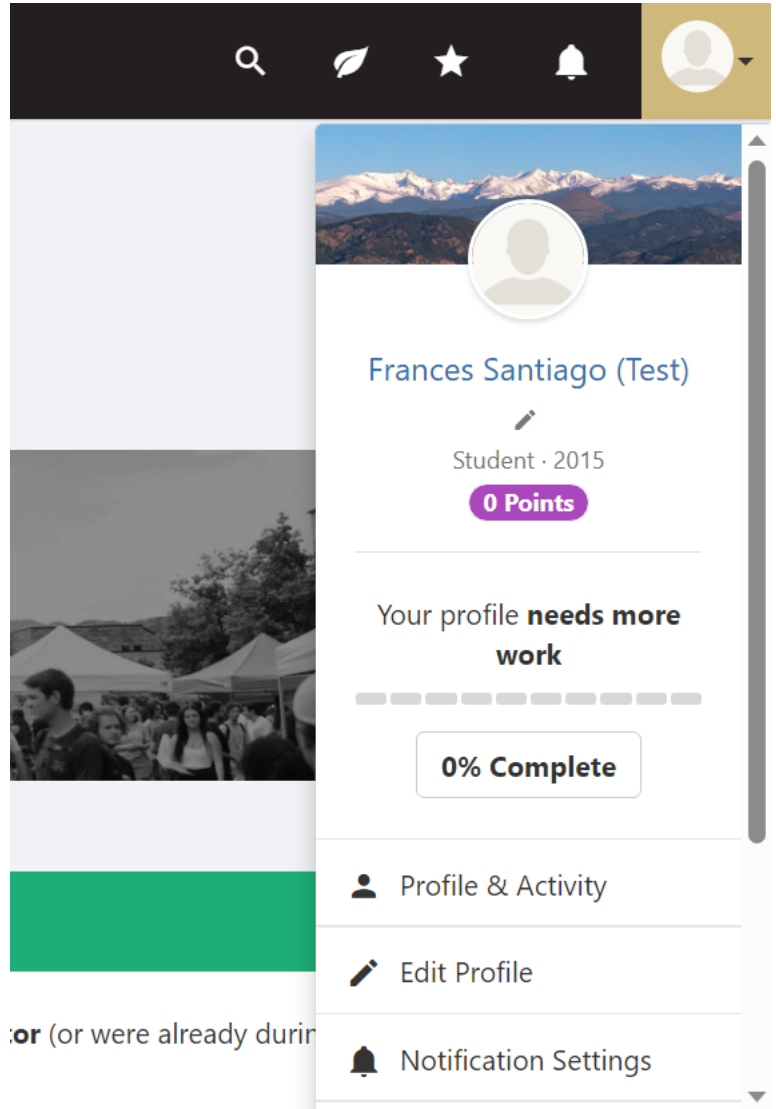 Frances Santiago (Test)
Student · 2015
0 Points
Your profile needs more
work
0% Complete
Profile & Activity
Edit Profile
:or (or were already durin
Notification Settings